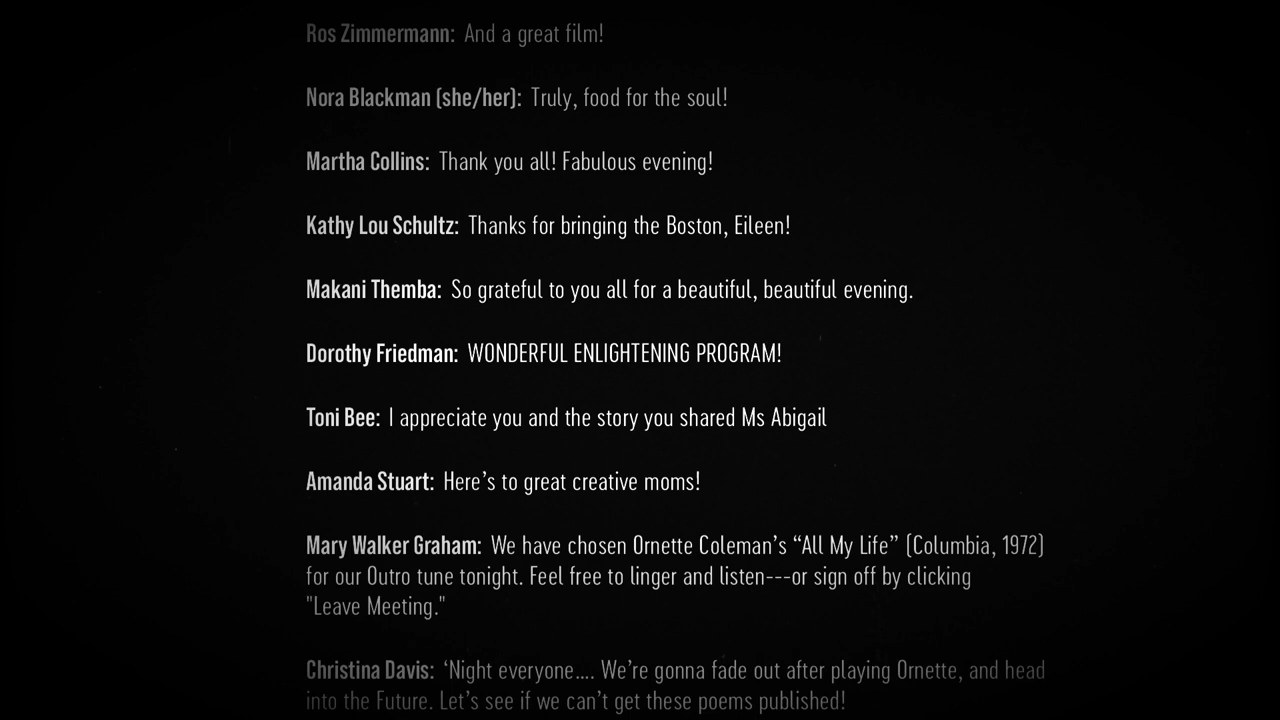 Ros Zimmermann: And a great film!
Nora Blackman (she/her): Truly, food for the soul!
Martha Collins: Thank you all! Fabulous evening!
Kathy Lou Schultz: Thanks for bringing the Boston, Eileen!
Makani Themba: So grateful to you all for a beautiful, beautiful evening.
Dorothy Friedman: WONDERFUL ENLIGHTENING PROGRAM!
Toni Bee: I appreciate you and the story you shared Ms Abigail
Amanda Stuart: Here’s to great creative moms!
Mary Walker Graham: We have chosen Ornette Coleman’s “All My Life” (Columbia, 1972)
for our Outro tune tonight. Feel free to linger and listen---or sign off by clicking
"Leave Meeting."
Christina Davis: ‘Night everyone.... We’re gonna fade out after playing Ornette, and head
into the Future. Let’s see if we can’t get these poems published!